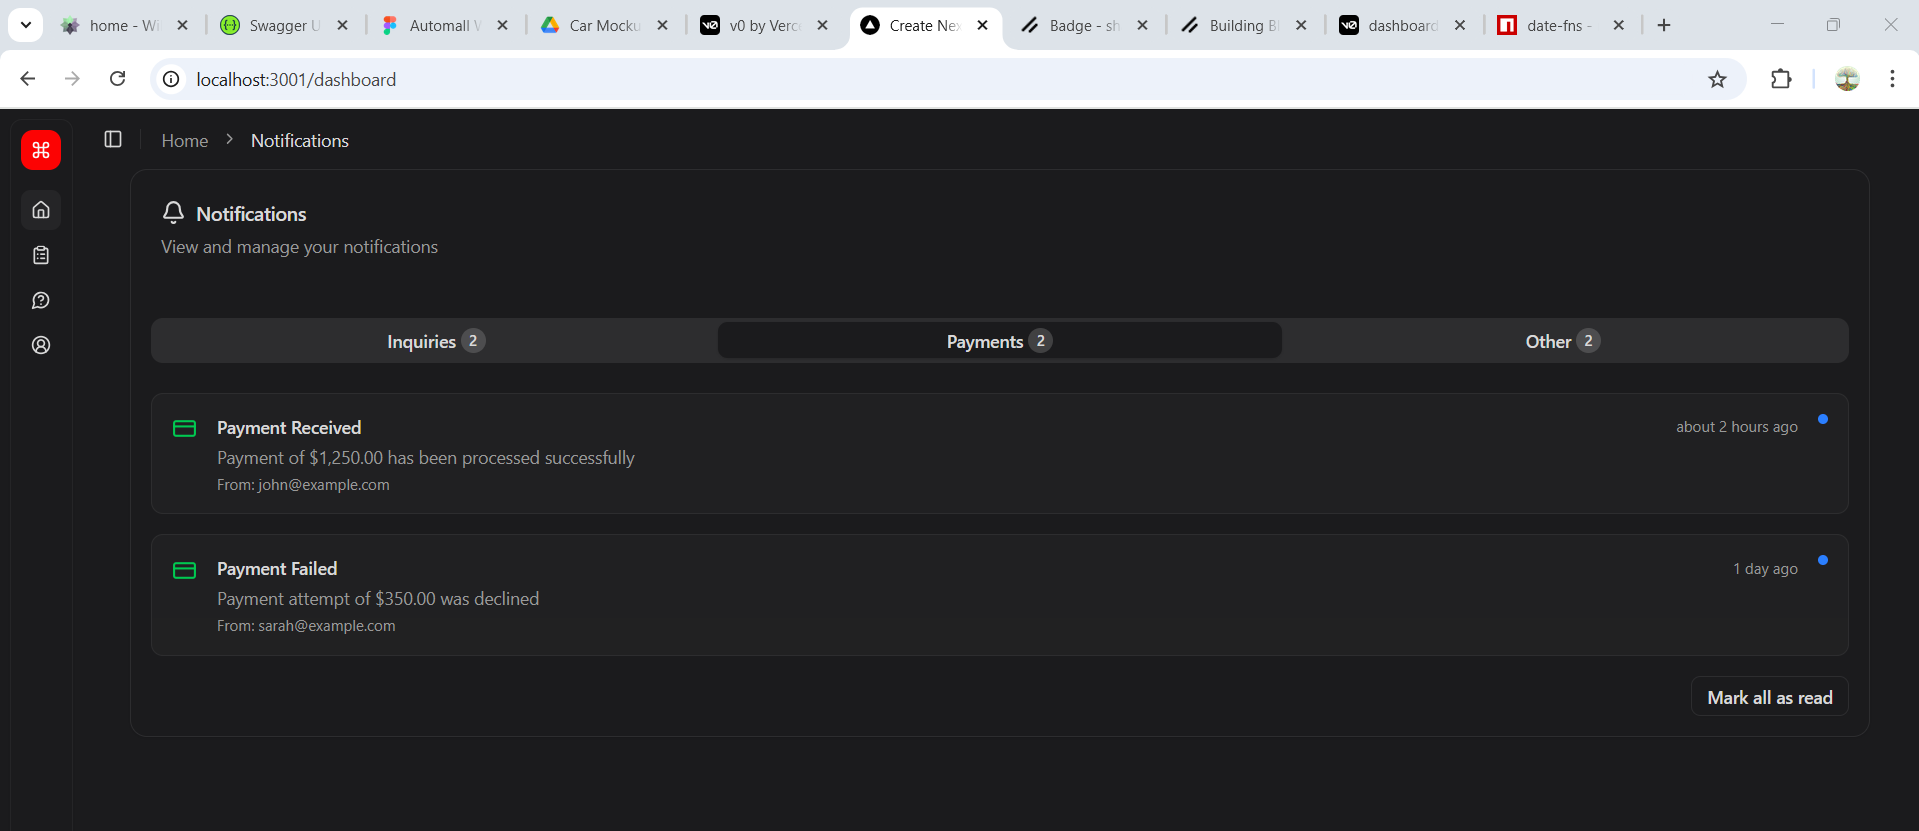 home - Wi
Swagger U
Automall W
Car Mocku
v0 by Verce
Create Nex
Badge - sh
Building Bl
dashboard
date-fns -
localhost:3001/dashboard
Home > Notifications
Notifications
View and manage your notifications
Inquiries 2
Payments 2
Other 2
Payment Received
about 2 hours ago
Payment of $1,250.00 has been processed successfully
From: john@example.com
Payment Failed
1 day ago
Payment attempt of $350.00 was declined
From: sarah@example.com
Mark all as read